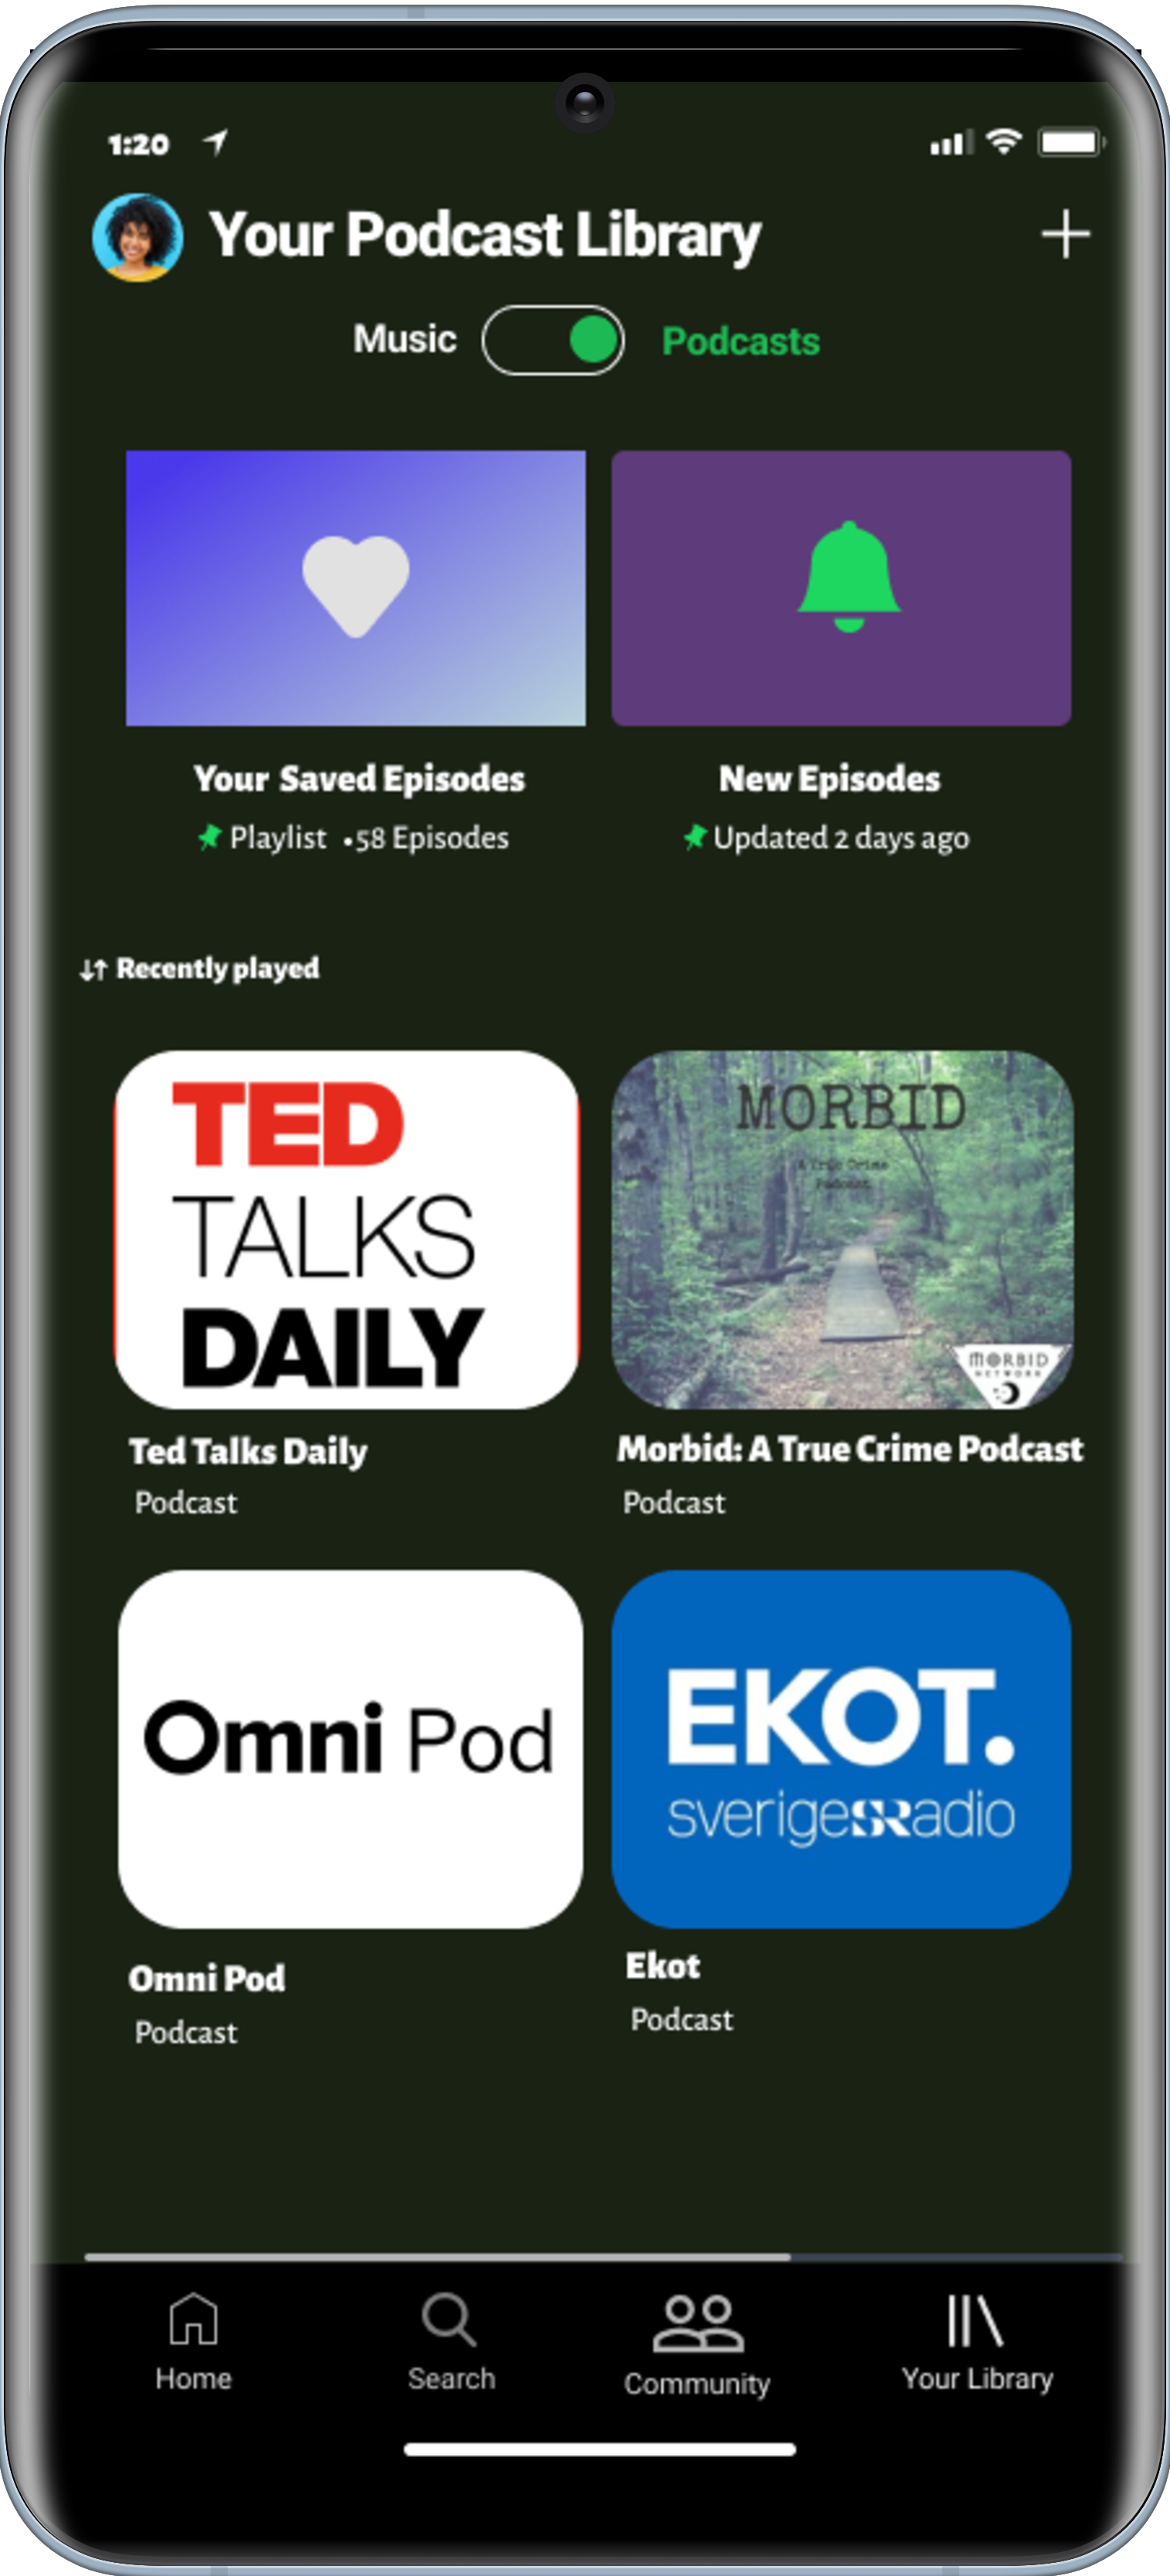 1:20
Your Podcast Library
Music Podcasts
Your Saved Episodes
Playlist •58 Episodes
New Episodes
Updated 2 days ago
Recently played
TED
TALKS
DAILY
Ted Talks Daily
Podcast
MORBID
A True Crime
Podcast
MORBID
NETWORK
Morbid: A True Crime Podcast
Podcast
Omni Pod
Omni Pod
Podcast
EKOT.
sverigesRadio
Ekot
Podcast
Home
Search
Community
Your Library